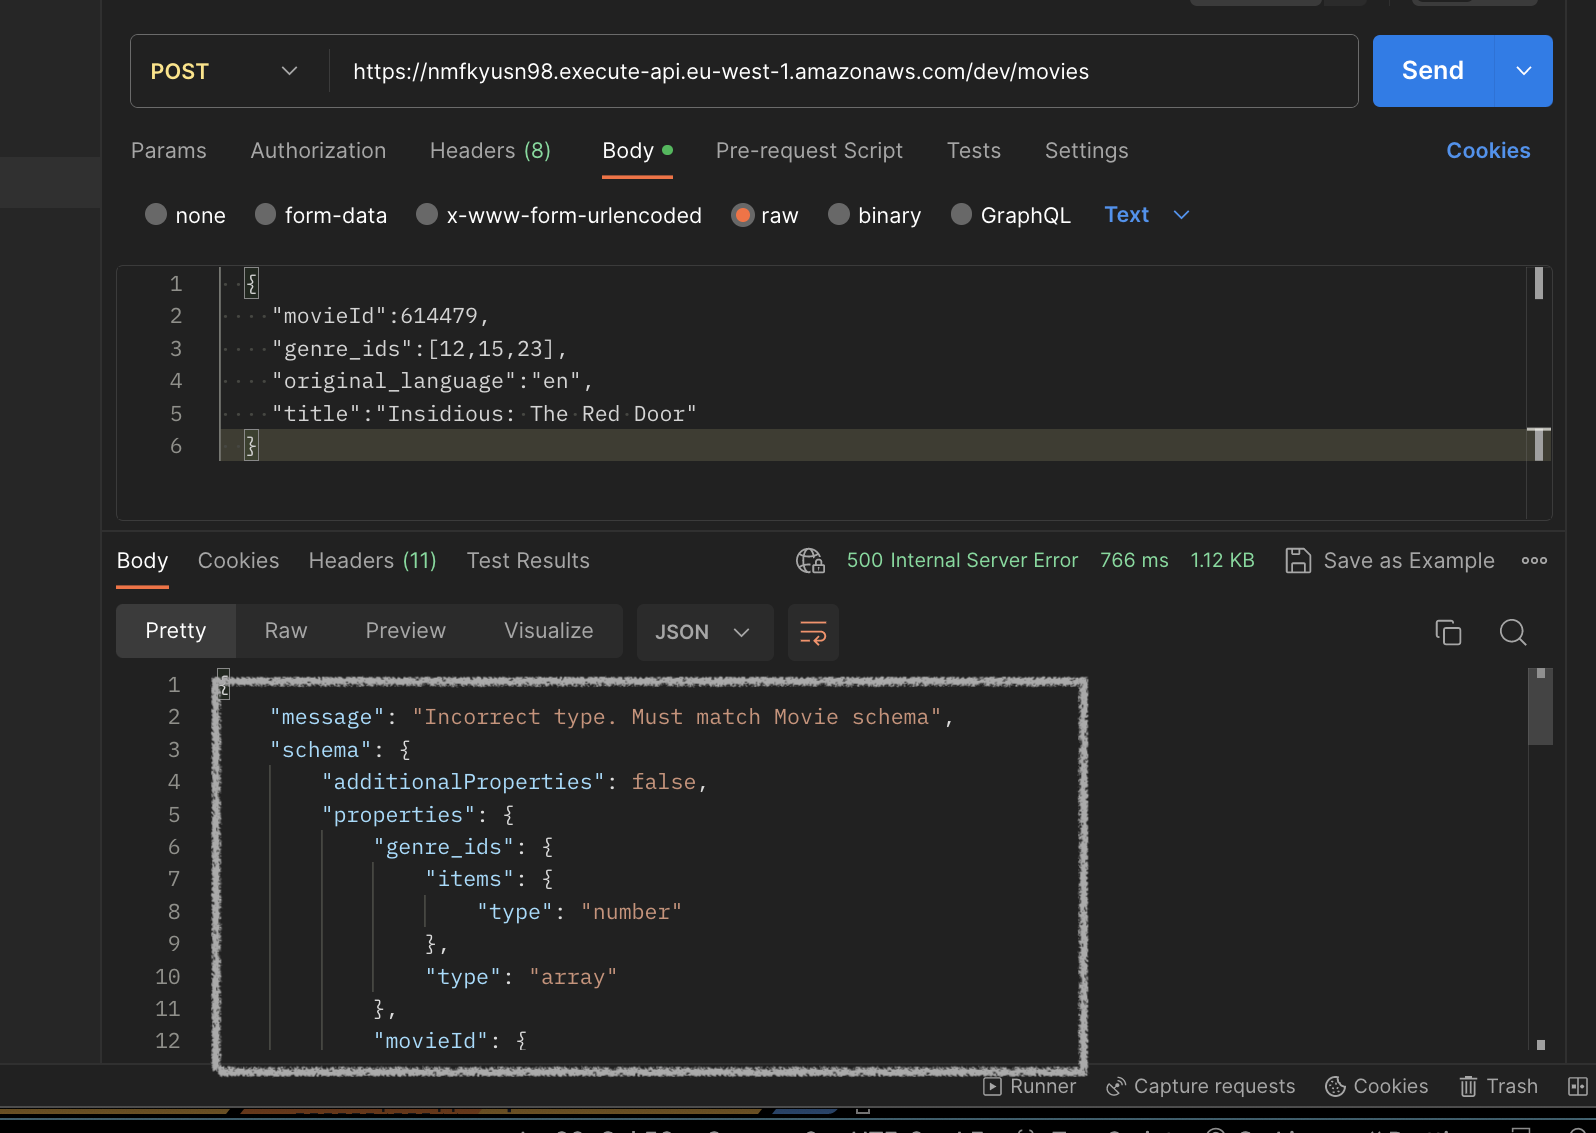 POST https://nmfkyusn98.execute-api.eu-west-1.amazonaws.com/dev/movies Send
Params Authorization Headers (8) Body Pre-request Script Tests Settings Cookies
none form-data x-www-form-urlencoded raw binary GraphQL Text
1 {
2 "movieId":614479,
3 "genre_ids":[12,15,23],
4 "original_language":"en",
5 "title":"Insidious: The Red Door"
6 }
Body Cookies Headers (11) Test Results 500 Internal Server Error 766 ms 1.12 KB Save as Example
Pretty Raw Preview Visualize JSON
1 {
2 "message": "Incorrect type. Must match Movie schema",
3 "schema": {
4 "additionalProperties": false,
5 "properties": {
6 "genre_ids": {
7 "items": {
8 "type": "number"
9 },
10 "type": "array"
11 },
12 "movieId": {
Runner Capture requests Cookies Trash